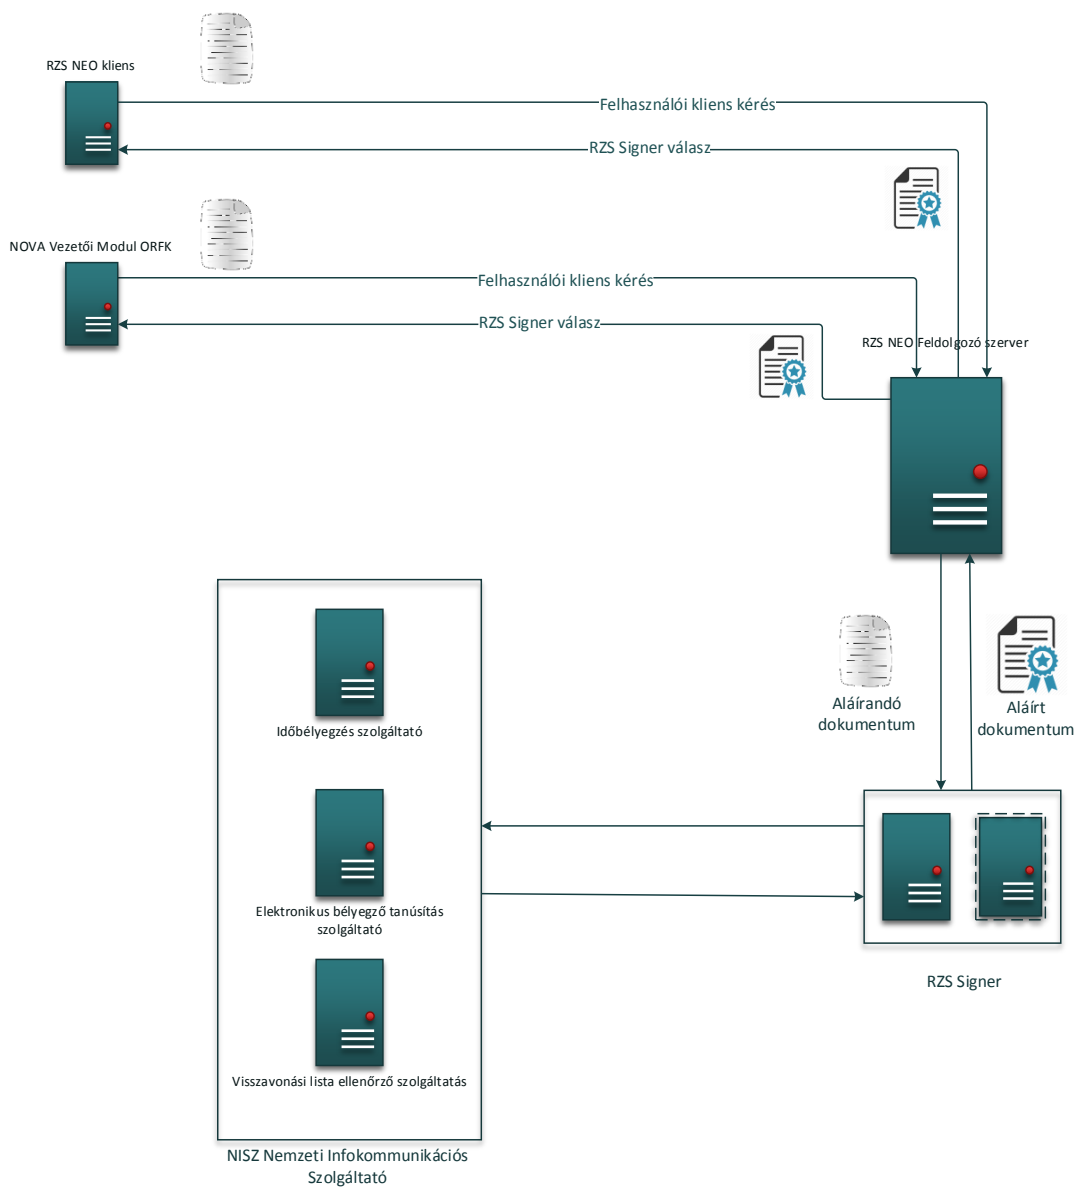 RZS NEO kliens
Felhasználói kliens kérés
RZS Signer válasz
NOVA Vezetői Modul ORFK
Felhasználói kliens kérés
RZS Signer válasz
RZS NEO Feldolgozó szerver
Időbélyegzés szolgáltató
Aláírandó
dokumentum
Aláírt
dokumentum
Elektronikus bélyegző tanúsítás
szolgáltató
RZS Signer
Visszavonási lista ellenőrző szolgáltatás
NISZ Nemzeti Infokommunikációs
Szolgáltató